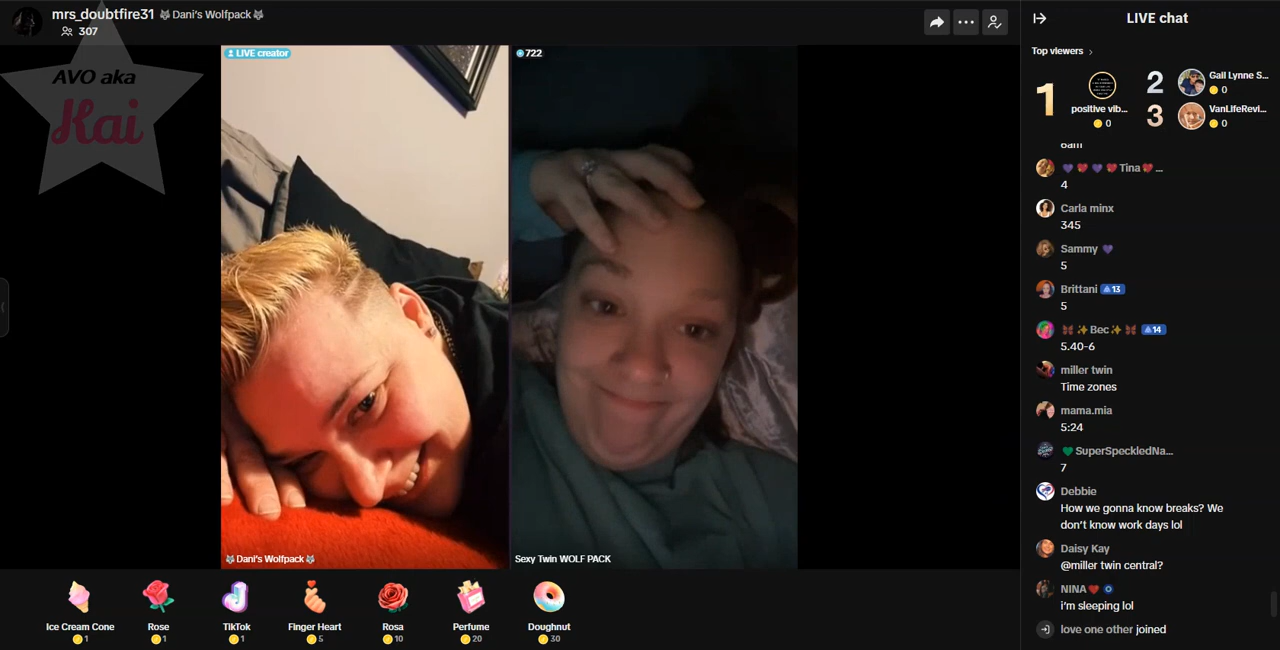 mrs_doubtfire31 🐺Dani's Wolfpack🐺
307
AVO aka
Kai
LIVE creator
722
🐺Dani's Wolfpack🐺
Sexy Twin WOLF PACK
Ice Cream Cone
1
Rose
1
TikTok
1
Finger Heart
5
Rosa
10
Perfume
20
Doughnut
30
LIVE chat
Top viewers ›
1
positive vib...
0
2
Gail Lynne S...
0
3
VanLifeRevi...
0
6am
💜❤️💜❤️Tina❤️...
4
Carla minx
345
Sammy 💜
5
Brittani 13
5
🦋✨Bec✨🦋 14
5.40-6
miller twin
Time zones
mama.mia
5:24
💚SuperSpeckledNa...
7
Debbie
How we gonna know breaks? We
don't know work days lol
Daisy Kay
@miller twin central?
NINA❤️🧿
i'm sleeping lol
love one other joined